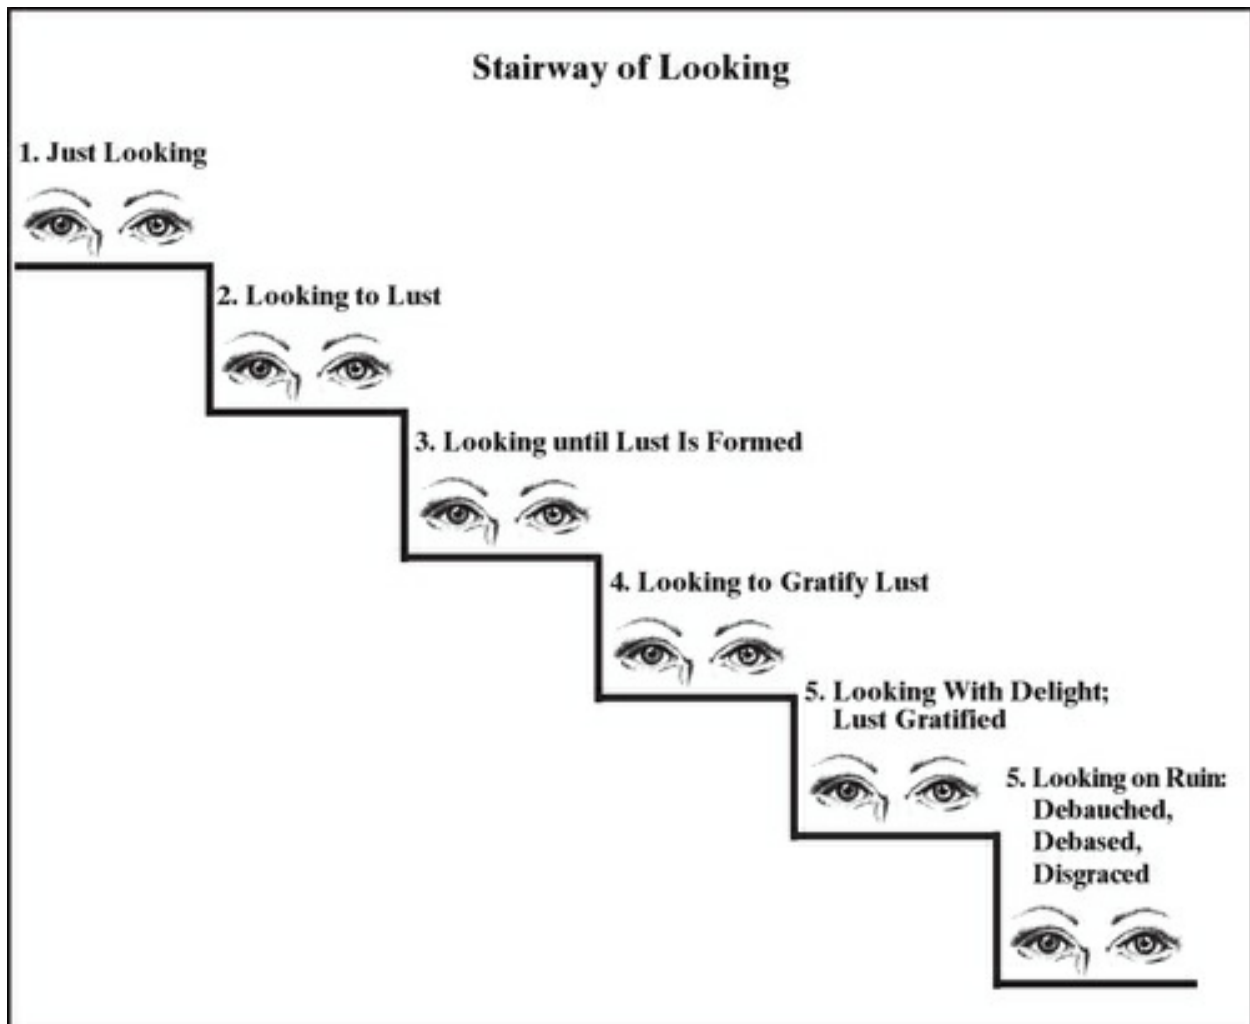 Stairway of Looking
1. Just Looking
2. Looking to Lust
3. Looking until Lust Is Formed
4. Looking to Gratify Lust
5. Looking With Delight;
Lust Gratified
5. Looking on Ruin:
Debauched,
Debased,
Disgraced